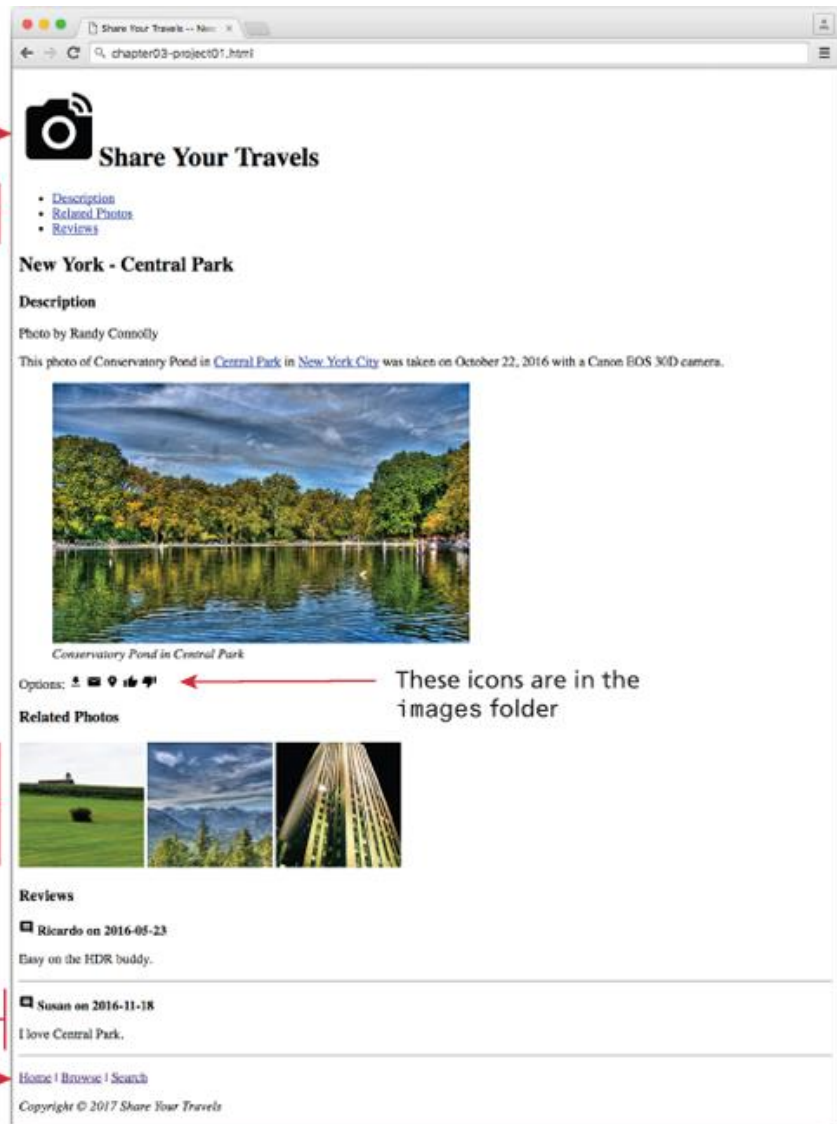 Share Your Travels -- New
chapter03-project01.html
Share Your Travels
Description
Related Photos
Reviews
New York - Central Park
Description
Photo by Randy Connolly
This photo of Conservatory Pond in Central Park in New York City was taken on October 22, 2016 with a Canon EOS 30D camera.
Conservatory Pond in Central Park
Options:
These icons are in the
images folder
Related Photos
Reviews
Ricardo on 2016-05-23
Easy on the HDR buddy.
Susan on 2016-11-18
I love Central Park.
Home | Browse | Search
Copyright © 2017 Share Your Travels